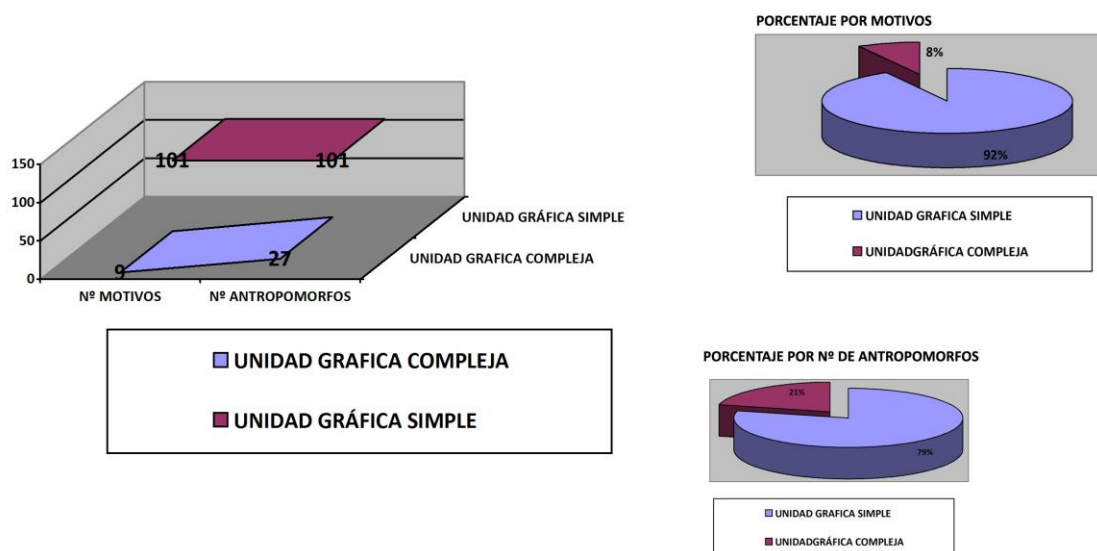 150
100
50
0
101
101
9
27
UNIDAD GRÁFICA SIMPLE
UNIDAD GRAFICA COMPLEJA
Nº MOTIVOS
Nº ANTROPOMORFOS
UNIDAD GRAFICA COMPLEJA
UNIDAD GRÁFICA SIMPLE
PORCENTAJE POR MOTIVOS
8%
92%
UNIDAD GRAFICA SIMPLE
UNIDADGRÁFICA COMPLEJA
PORCENTAJE POR Nº DE ANTROPOMORFOS
21%
79%
UNIDAD GRAFICA SIMPLE
UNIDADGRÁFICA COMPLEJA